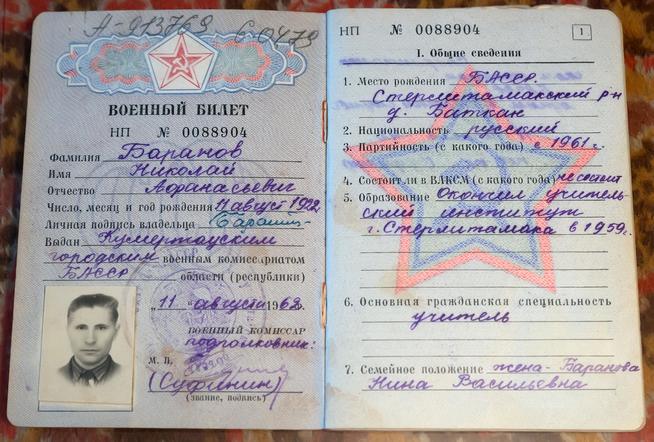 А-913769 С-0479
ВОЕННЫЙ БИЛЕТ
НП № 0088904
Фамилия Баранов
Имя Николай
Отчество Афанасьевич
Число, месяц и год рождения 11 август 1922
Личная подпись владельца
Выдан Кумертауским
городским военным комиссариатом
БАССР области (республики)
„11„ августа 1962.
ВОЕННЫЙ КОМИССАР
подполковник:
М. П.
(Суфинин)
(звание, подпись)
НП № 0088904 1
I. Общие сведения
1. Место рождения БАССР.
Стерлитамакский р-н
д. Баткак
2. Национальность русский
3. Партийность (с какого года) с 1961 г.
4. Состоит ли в ВЛКСМ (с какого года) не состоит
5. Образование Окончил учитель-
ский институт
г. Стерлитамака в 1959г.
6. Основная гражданская специальность
учитель
7. Семейное положение жена - Баранова
Нина Васильевна